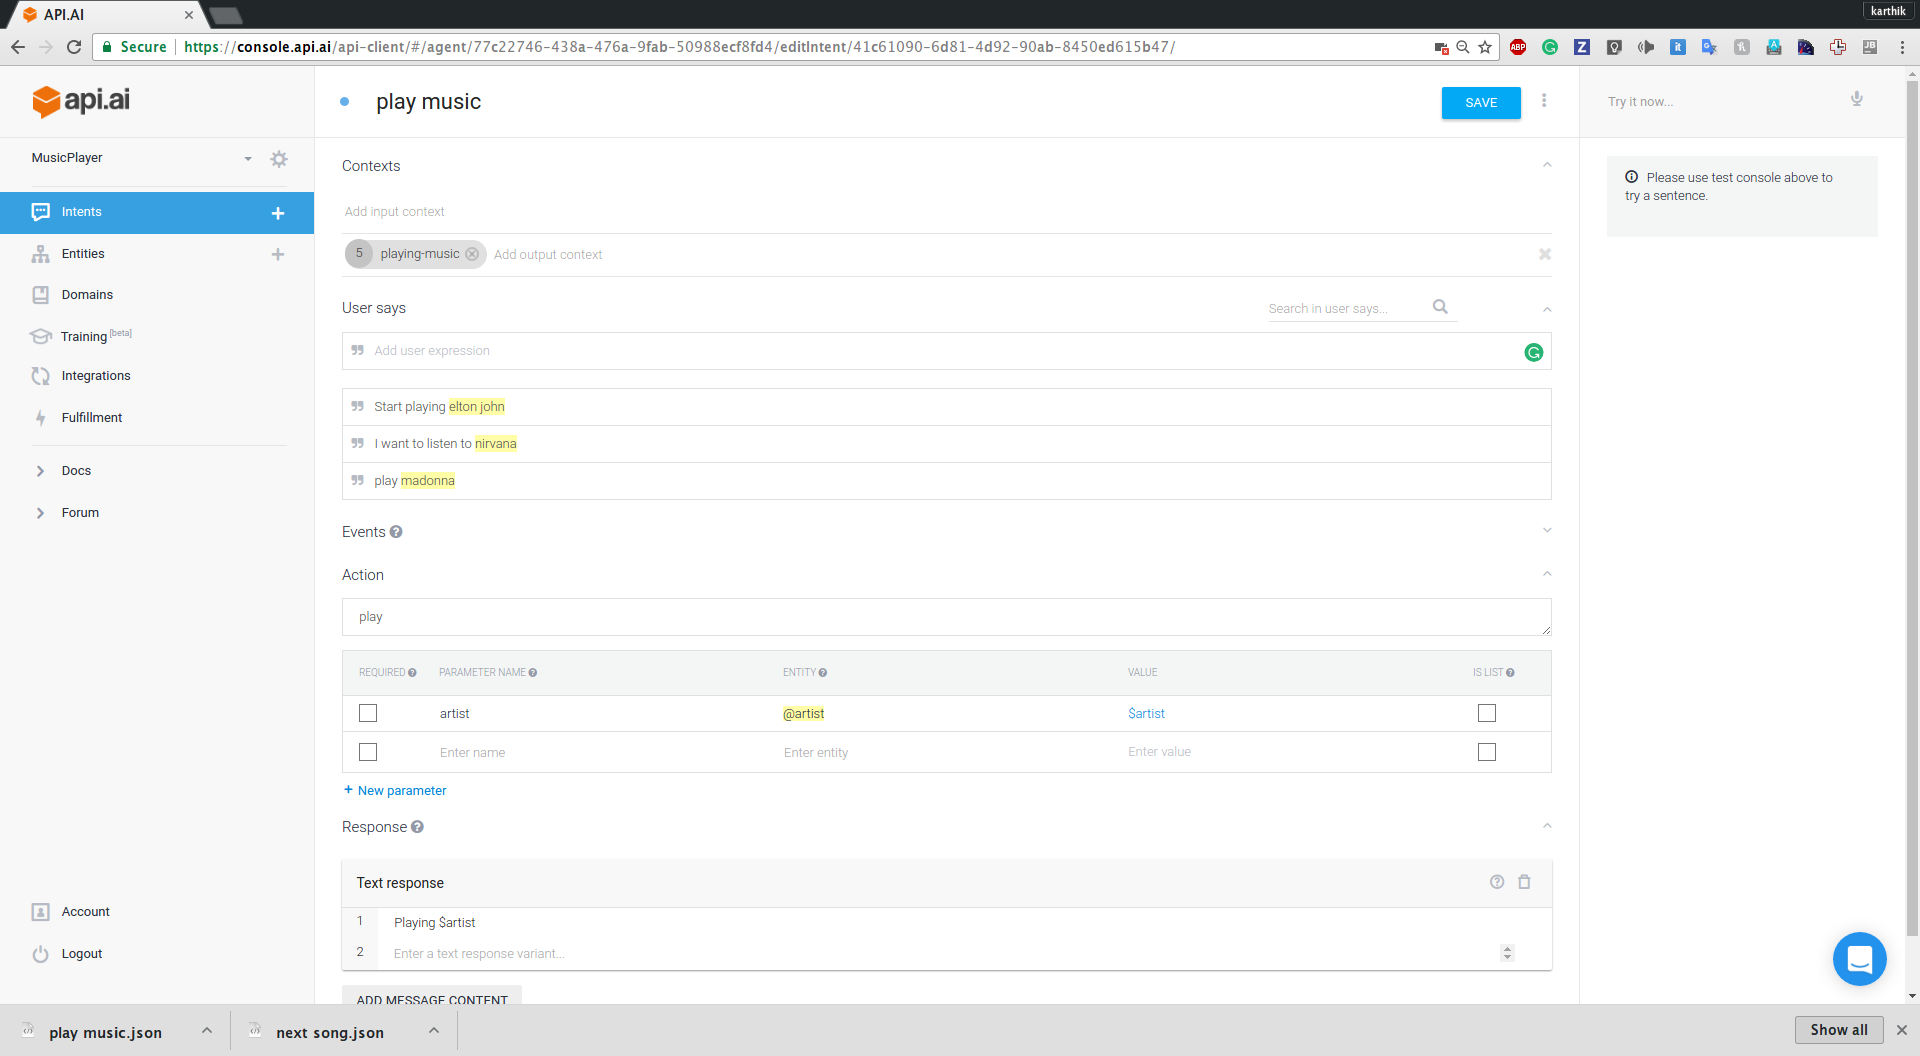 API.AI
karthik
Secure https://console.api.ai/api-client/#/agent/77c22746-438a-476a-9fab-50988ecf8fd4/editIntent/41c61090-6d81-4d92-90ab-8450ed615b47/
ABP
Z
it
JB
api.ai
play music
SAVE
Try it now...
MusicPlayer
Intents
Entities
Domains
Training [beta]
Integrations
Fulfillment
Docs
Forum
Account
Logout
Contexts
Add input context
5 playing-music Add output context
User says
Search in user says...
Add user expression
Start playing elton john
I want to listen to nirvana
play madonna
Events
Action
play
REQUIRED PARAMETER NAME ENTITY VALUE IS LIST
artist @artist $artist
Enter name Enter entity Enter value
+ New parameter
Response
Text response
1 Playing $artist
2 Enter a text response variant...
ADD MESSAGE CONTENT
Please use test console above to
try a sentence.
play music.json
next song.json
Show all